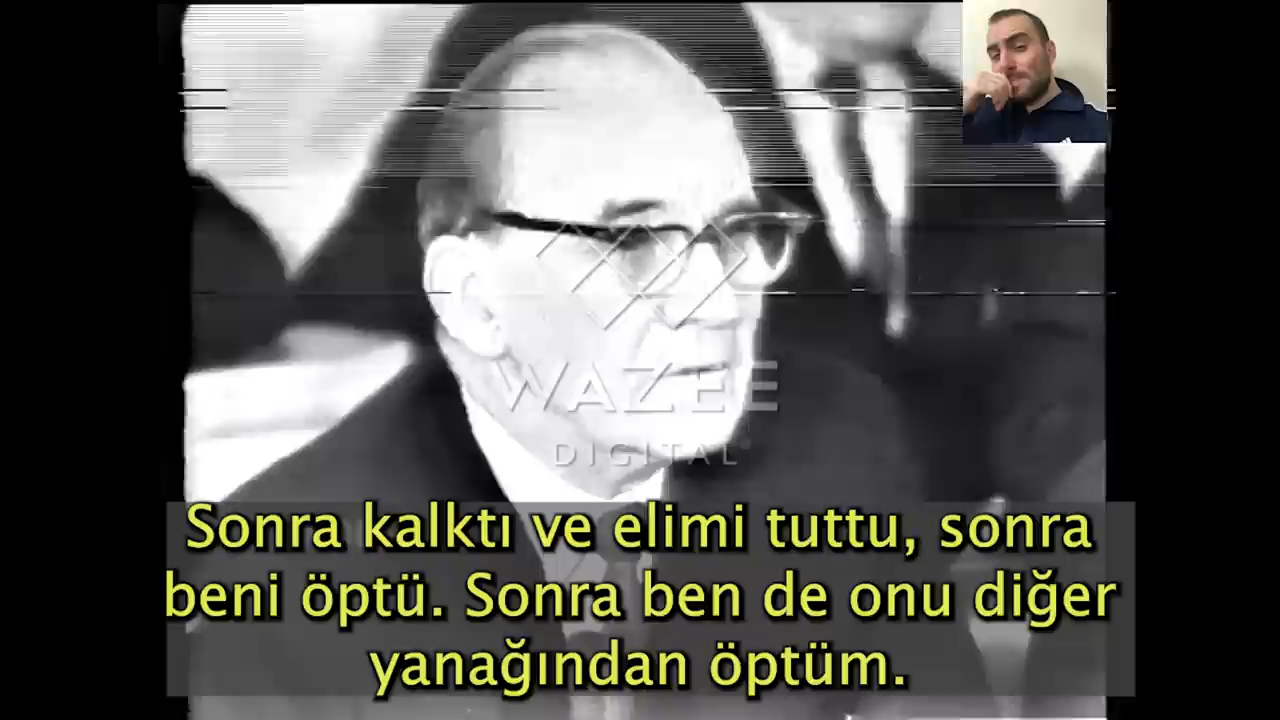 WAZEE
DIGITAL
Sonra kalktı ve elimi tuttu, sonra
beni öptü. Sonra ben de onu diğer
yanağından öptüm.